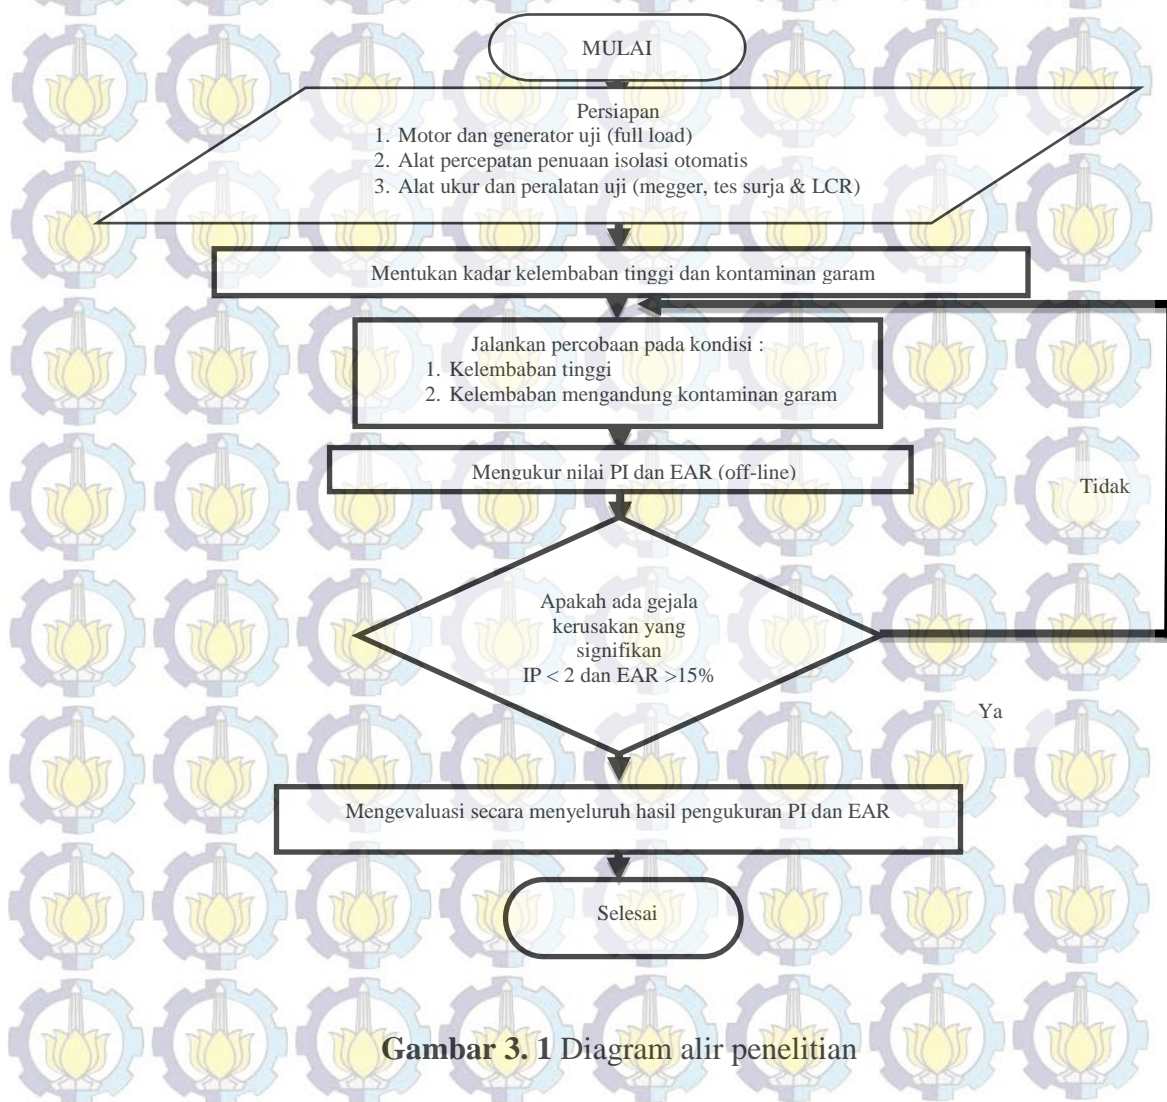 MULAI
Persiapan
1. Motor dan generator uji (full load)
2. Alat percepatan penuaan isolasi otomatis
3. Alat ukur dan peralatan uji (megger, tes surja & LCR)
Mentukan kadar kelembaban tinggi dan kontaminan garam
Jalankan percobaan pada kondisi :
1. Kelembaban tinggi
2. Kelembaban mengandung kontaminan garam
Mengukur nilai PI dan EAR (off-line)
Tidak
Apakah ada gejala
kerusakan yang
signifikan
IP < 2 dan EAR >15%
Ya
Mengevaluasi secara menyeluruh hasil pengukuran PI dan EAR
Selesai
Gambar 3. 1 Diagram alir penelitian